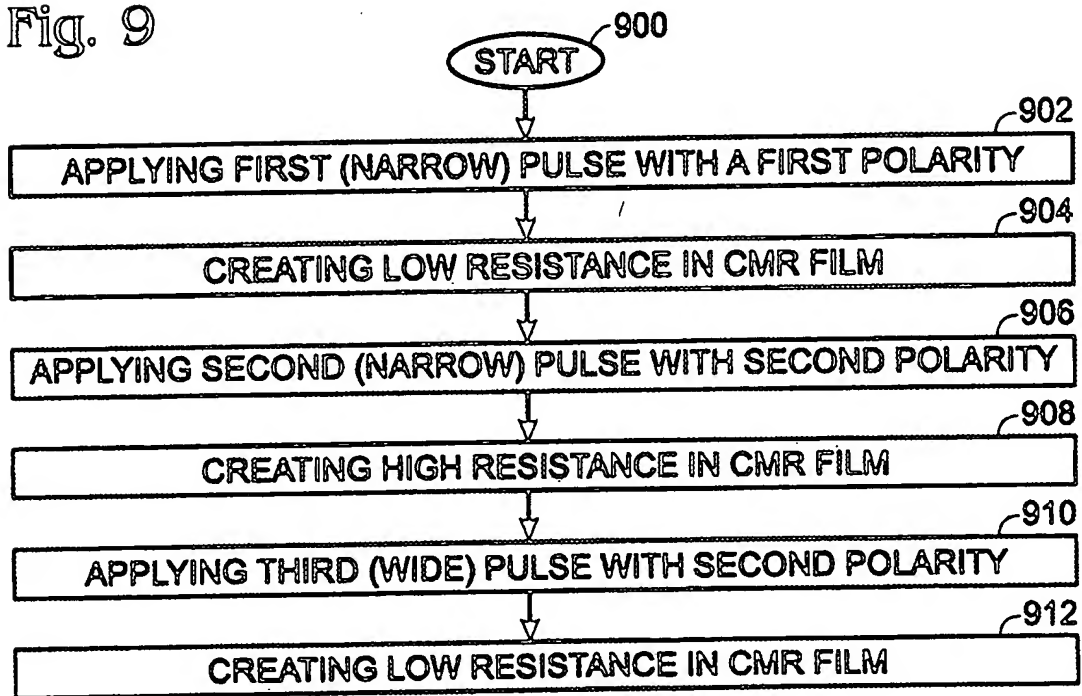 Fig. 9
900
START
902
APPLYING FIRST (NARROW) PULSE WITH A FIRST POLARITY
904
CREATING LOW RESISTANCE IN CMR FILM
906
APPLYING SECOND (NARROW) PULSE WITH SECOND POLARITY
908
CREATING HIGH RESISTANCE IN CMR FILM
910
APPLYING THIRD (WIDE) PULSE WITH SECOND POLARITY
912
CREATING LOW RESISTANCE IN CMR FILM